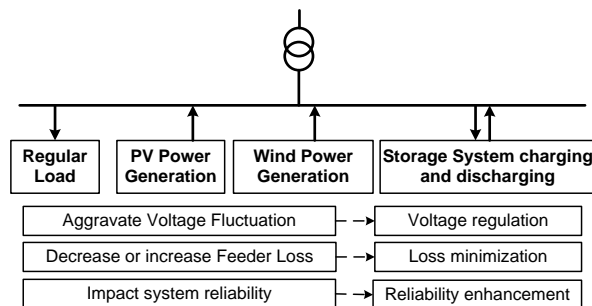 Regular
Load
PV Power
Generation
Wind Power
Generation
Storage System charging
and discharging
Aggravate Voltage Fluctuation
Voltage regulation
Decrease or increase Feeder Loss
Loss minimization
Impact system reliability
Reliability enhancement